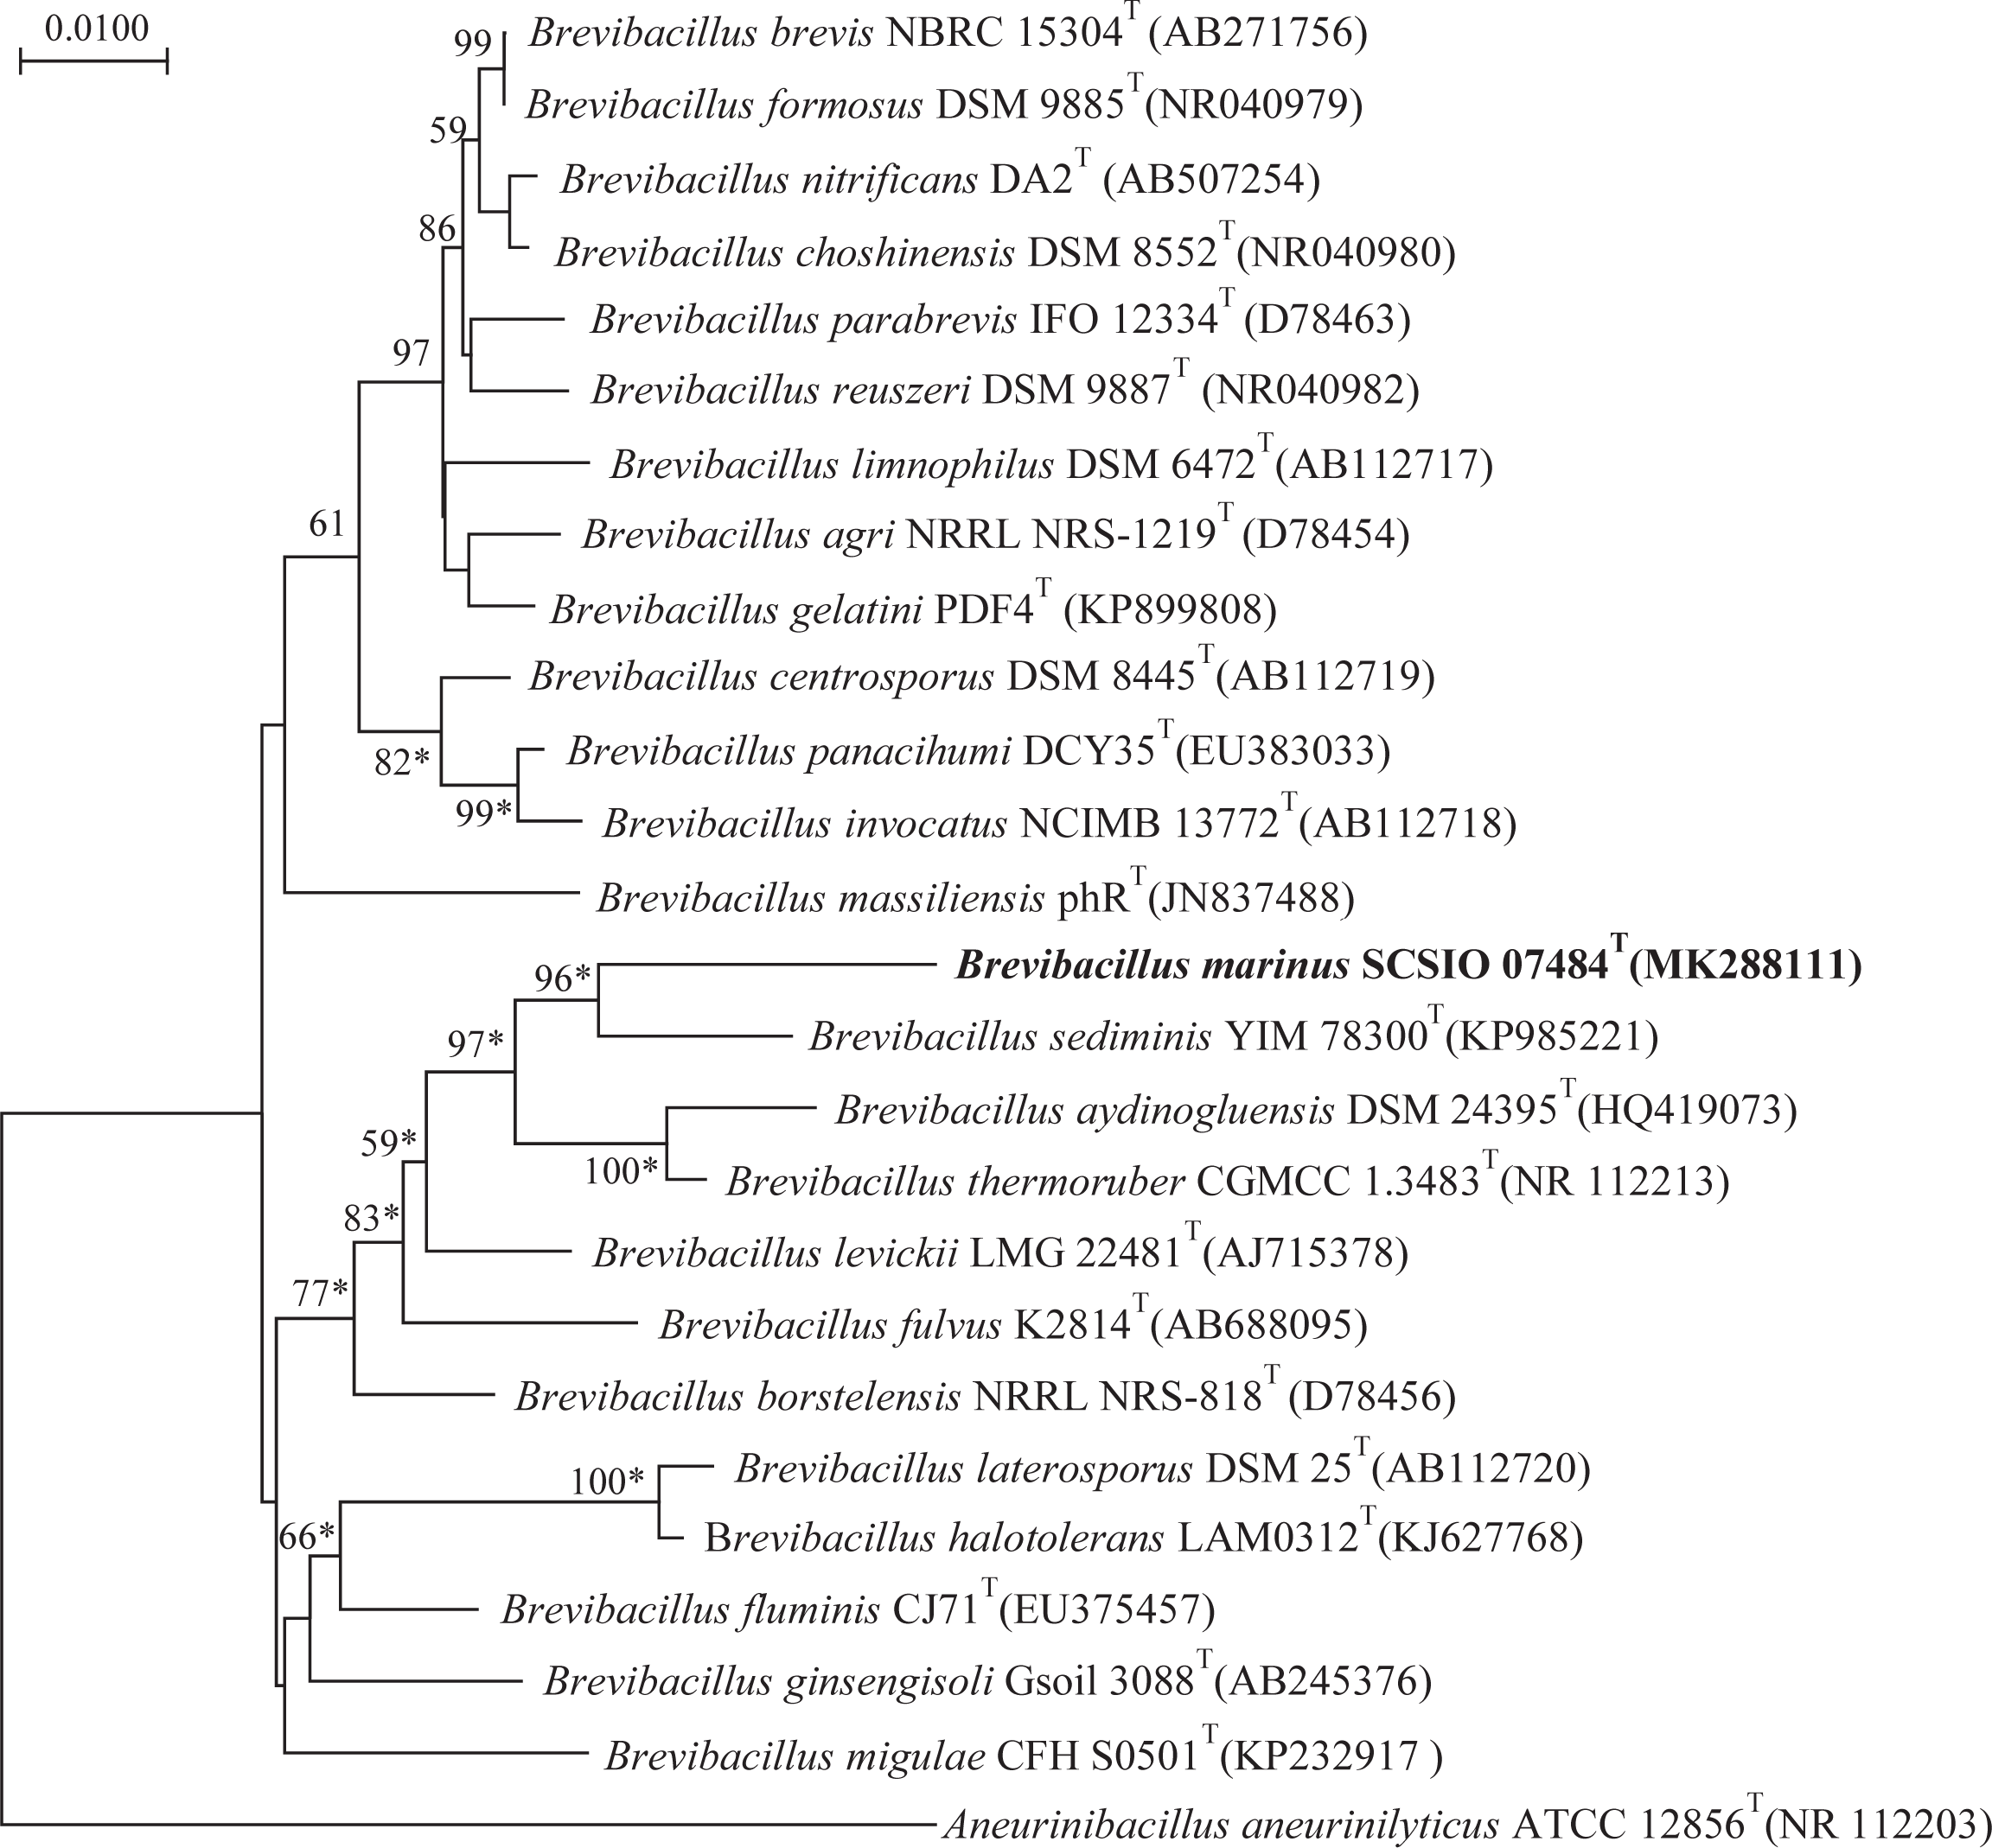 0.0100
99
Brevibacillus brevis NBRC 15304T (AB271756)
Brevibacillus formosus DSM 9885T(NR040979)
59
Brevibacillus nitrificans DA2T (AB507254)
86
Brevibacillus choshinensis DSM 8552T(NR040980)
Brevibacillus parabrevis IFO 12334T (D78463)
97
Brevibacillus reuszeri DSM 9887T (NR040982)
Brevibacillus limnophilus DSM 6472T(AB112717)
61
Brevibacillus agri NRRL NRS-1219T (D78454)
Brevibacillus gelatini PDF4T (KP899808)
Brevibacillus centrosporus DSM 8445T(AB112719)
82*
Brevibacillus panacihumi DCY35T(EU383033)
99*
Brevibacillus invocatus NCIMB 13772T(AB112718)
Brevibacillus massiliensis phRT(JN837488)
96*
Brevibacillus marinus SCSIO 07484T(MK288111)
97*
Brevibacillus sediminis YIM 78300T(KP985221)
Brevibacillus aydinogluensis DSM 24395T(HQ419073)
59*
100*
Brevibacillus thermoruber CGMCC 1.3483T(NR 112213)
83*
Brevibacillus levickii LMG 22481T(AJ715378)
77*
Brevibacillus fulvus K2814T(AB688095)
Brevibacillus borstelensis NRRL NRS-818T (D78456)
100*
Brevibacillus laterosporus DSM 25T(AB112720)
66*
Brevibacillus halotolerans LAM0312T(KJ627768)
Brevibacillus fluminis CJ71T(EU375457)
Brevibacillus ginsengisoli Gsoil 3088T(AB245376)
Brevibacillus migulae CFH S0501T(KP232917 )
Aneurinibacillus aneurinilyticus ATCC 12856T(NR 112203)